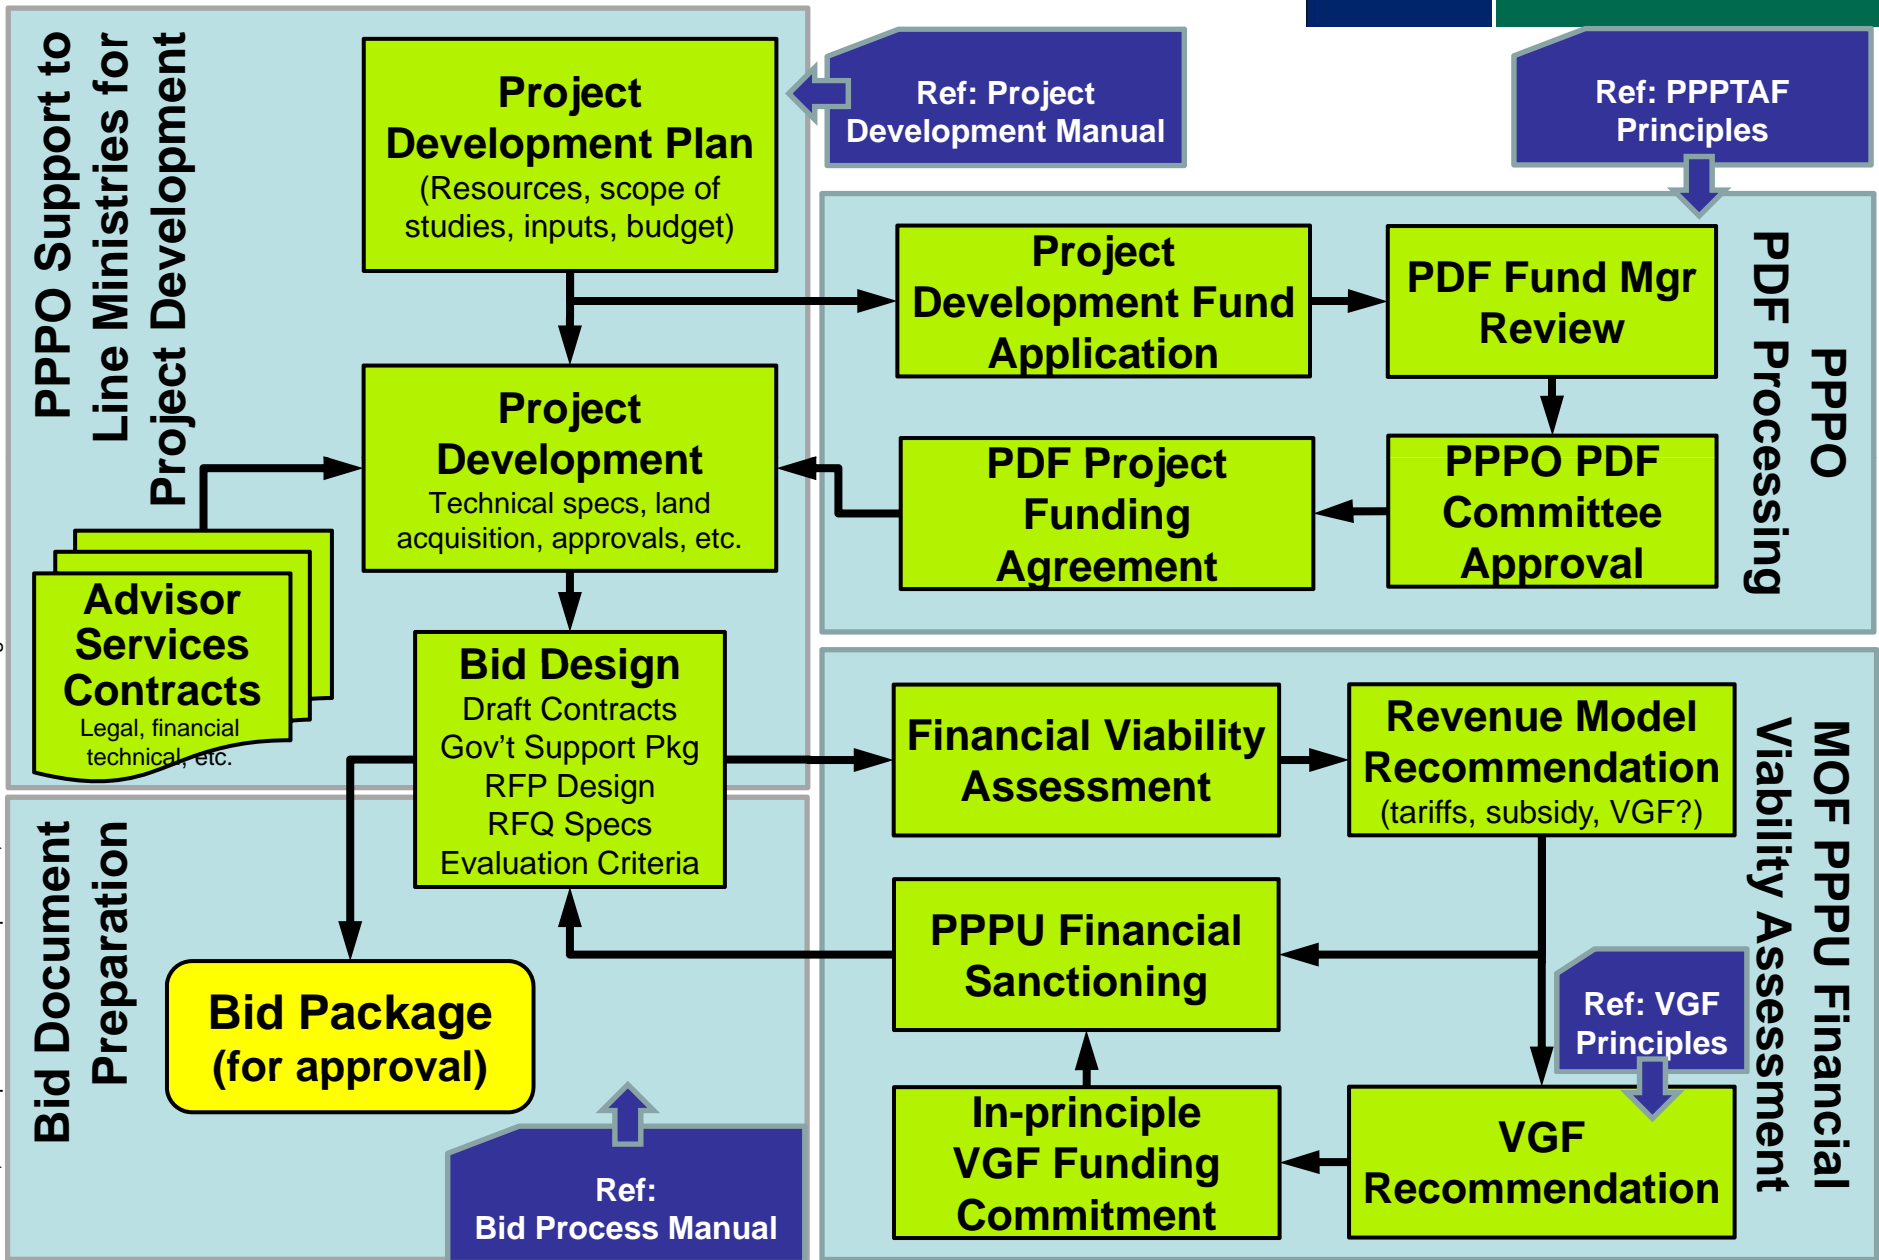 PPPO Support to
Line Ministries for
Project Development
Project
Development Plan
(Resources, scope of
studies, inputs, budget)
Ref: Project
Development Manual
Ref: PPPTAF
Principles
Project
Development Fund
Application
PDF Fund Mgr
Review
PPPO
PDF Processing
Project
Development
Technical specs, land
acquisition, approvals, etc.
PDF Project
Funding
Agreement
PPPO PDF
Committee
Approval
Advisor
Services
Contracts
Legal, financial
technical, etc.
Bid Design
Draft Contracts
Gov't Support Pkg
RFP Design
RFQ Specs
Evaluation Criteria
Financial Viability
Assessment
Revenue Model
Recommendation
(tariffs, subsidy, VGF?)
MOF PPPU Financial
Viability Assessment
Bid Document
Preparation
Bid Package
(for approval)
PPPU Financial
Sanctioning
Ref: VGF
Principles
In-principle
VGF Funding
Commitment
VGF
Recommendation
Ref:
Bid Process Manual